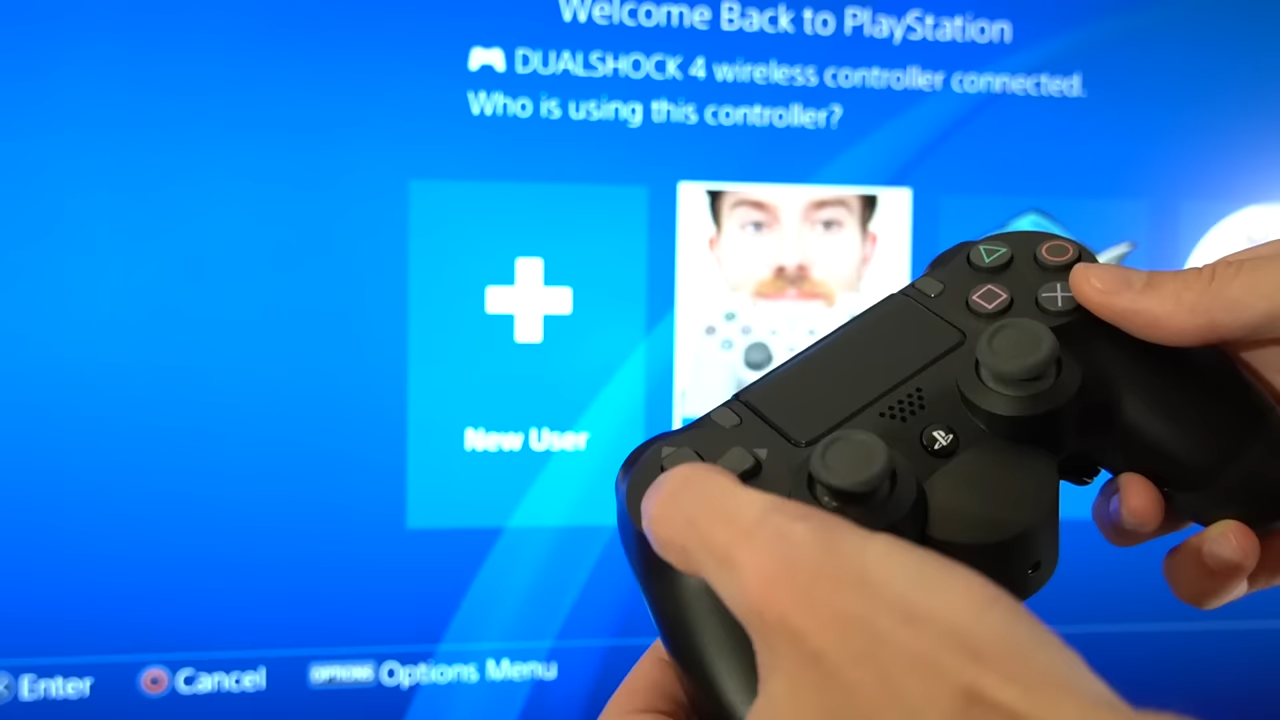 Welcome Back to PlayStation
DUALSHOCK 4 wireless controller connected.
Who is using this controller?
New User
Enter
Cancel
OPTIONS Options Menu